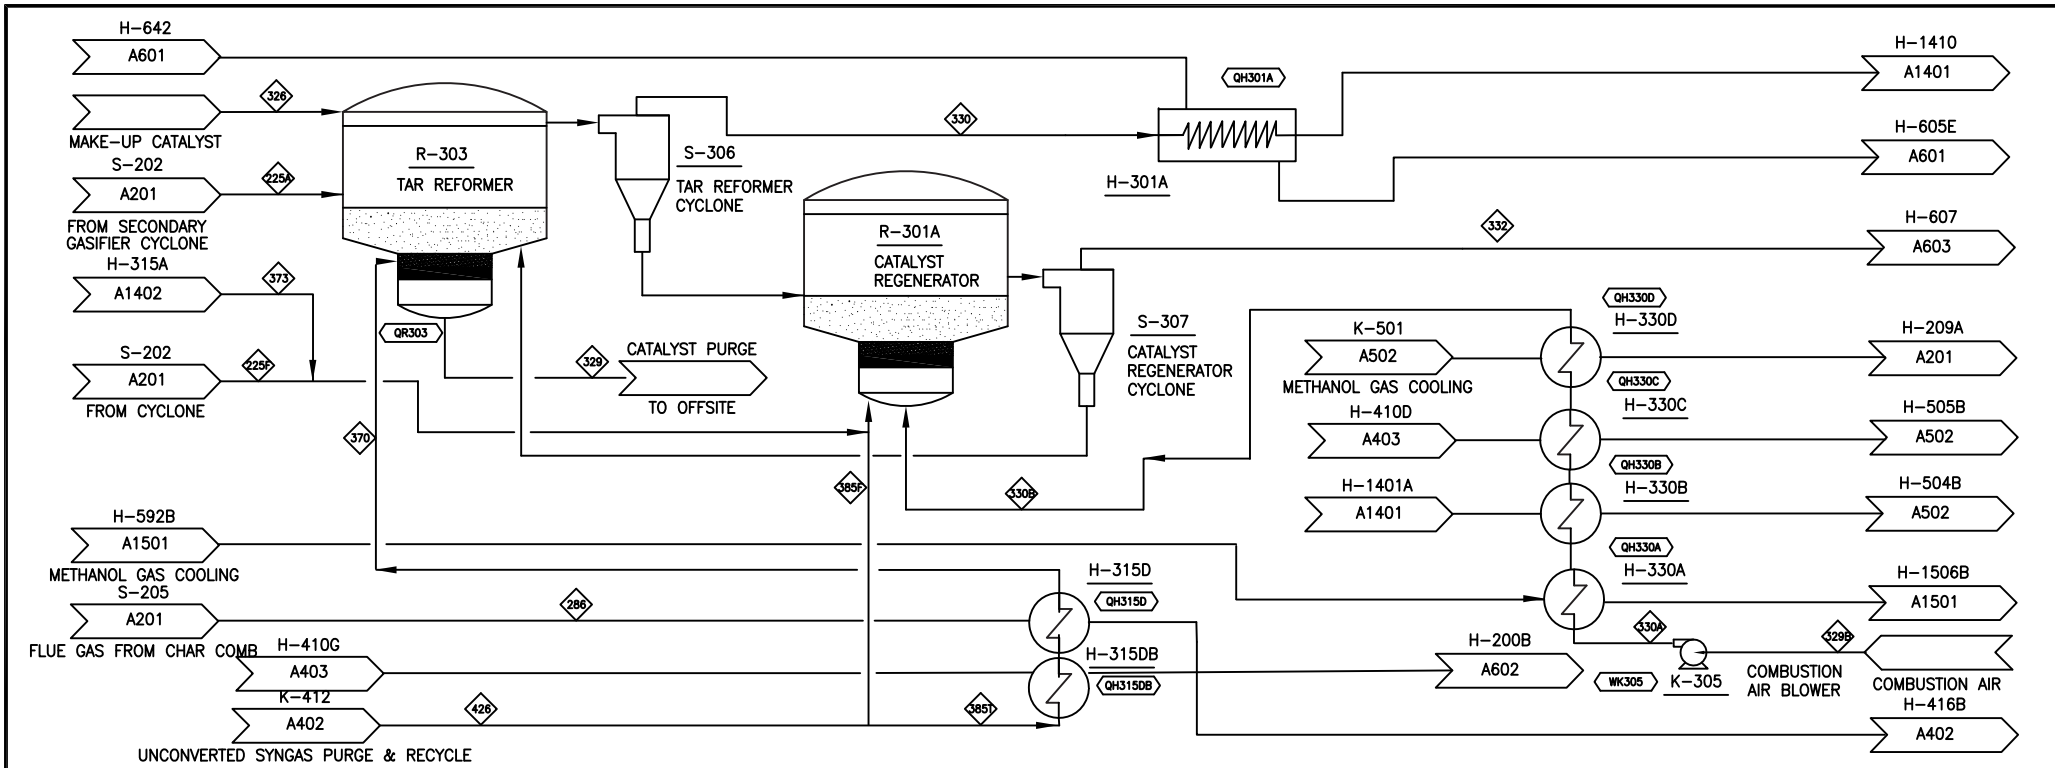 H-642
A601
H-1410
A1401
QH301A
326
330
MAKE-UP CATALYST
H-605E
A601
R-303
TAR REFORMER
S-306
TAR REFORMER
CYCLONE
H-301A
S-202
A201
225A
FROM SECONDARY
GASIFIER CYCLONE
R-301A
CATALYST
REGENERATOR
332
H-607
A603
H-315A
A1402
373
QR303
S-307
CATALYST
REGENERATOR
CYCLONE
QH330D
H-330D
K-501
A502
METHANOL GAS COOLING
H-209A
A201
S-202
A201
225F
FROM CYCLONE
329
CATALYST PURGE
TO OFFSITE
QH330C
H-330C
H-410D
A403
H-505B
A502
370
385F
330B
QH330B
H-330B
H-1401A
A1401
H-504B
A502
H-592B
A1501
METHANOL GAS COOLING
QH330A
H-330A
H-1506B
A1501
H-315D
QH315D
S-205
A201
286
FLUE GAS FROM CHAR COMB
H-410G
A403
H-315DB
QH315DB
H-200B
A602
330A
329B
WK305
K-305
COMBUSTION
AIR BLOWER
COMBUSTION AIR
K-412
A402
426
385T
UNCONVERTED SYNGAS PURGE & RECYCLE
H-416B
A402